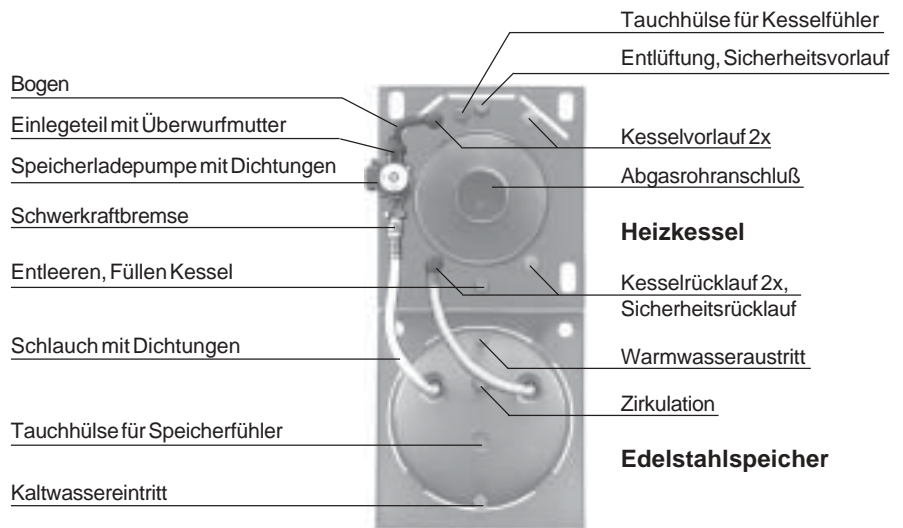 Tauchhülse für Kesselfühler
Entlüftung, Sicherheitsvorlauf
Bogen
Einlegeteil mit Überwurfmutter
Speicherladepumpe mit Dichtungen
Schwerkraftbremse
Entleeren, Füllen Kessel
Schlauch mit Dichtungen
Tauchhülse für Speicherfühler
Kaltwassereintritt
Kesselvorlauf 2x
Abgasrohranschluß
Heizkessel
Kesselrücklauf 2x,
Sicherheitsrücklauf
Warmwasseraustritt
Zirkulation
Edelstahlspeicher